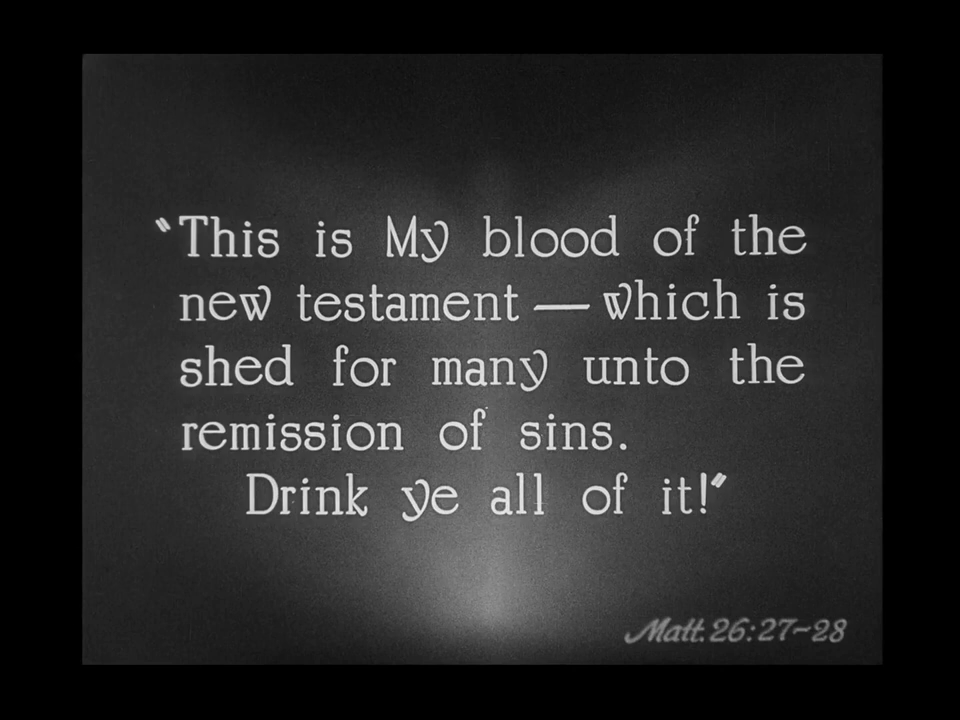 "This is My blood of the
new testament — which is
shed for many unto the
remission of sins.
Drink ye all of it!"
Matt. 26:27~28